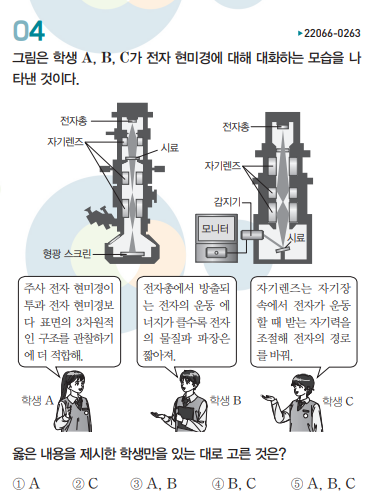 04
▶22066-0263
그림은 학생 A, B, C가 전자 현미경에 대해 대화하는 모습을 나
타낸 것이다.
전자총
자기렌즈
시료
형광 스크린
전자총
자기렌즈
감지기
모니터
시료
주사 전자 현미경이
투과 전자 현미경보
다 표면의 3차원적
인 구조를 관찰하기
에 더 적합해.
전자총에서 방출되
는 전자의 운동 에
너지가 클수록 전자
의 물질파 파장은
짧아져.
자기렌즈는 자기장
속에서 전자가 운동
할 때 받는 자기력을
조절해 전자의 경로
를 바꿔.
학생 A
학생 B
학생 C
옳은 내용을 제시한 학생만을 있는 대로 고른 것은?
① A ② C ③ A, B ④ B, C ⑤ A, B, C